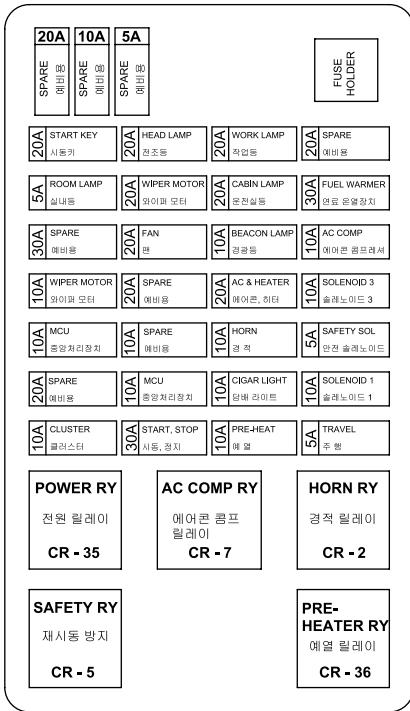 20A 10A 5A
SPARE 예비용
SPARE 예비용
SPARE 예비용
FUSE HOLDER
20A START KEY 시동키
20A HEAD LAMP 전조등
20A WORK LAMP 작업등
20A SPARE 예비용
5A ROOM LAMP 실내등
20A WIPER MOTOR 와이퍼 모터
20A CABIN LAMP 운전실등
30A FUEL WARMER 연료 온열장치
30A SPARE 예비용
20A FAN 팬
10A BEACON LAMP 경광등
10A AC COMP 에어콘 콤프레셔
10A WIPER MOTOR 와이퍼 모터
20A SPARE 예비용
20A AC & HEATER 에어콘, 히터
10A SOLENOID 3 솔레노이드 3
10A MCU 중앙처리장치
10A SPARE 예비용
10A HORN 경 적
5A SAFETY SOL 안전 솔레노이드
20A SPARE 예비용
10A MCU 중앙처리장치
10A CIGAR LIGHT 담배 라이트
10A SOLENOID 1 솔레노이드 1
10A CLUSTER 클러스터
30A START, STOP 시동, 정지
10A PRE-HEAT 예 열
5A TRAVEL 주 행
POWER RY
전원 릴레이
CR - 35
AC COMP RY
에어콘 콤프
릴레이
CR - 7
HORN RY
경적 릴레이
CR - 2
SAFETY RY
재시동 방지
CR - 5
PRE-
HEATER RY
예열 릴레이
CR - 36